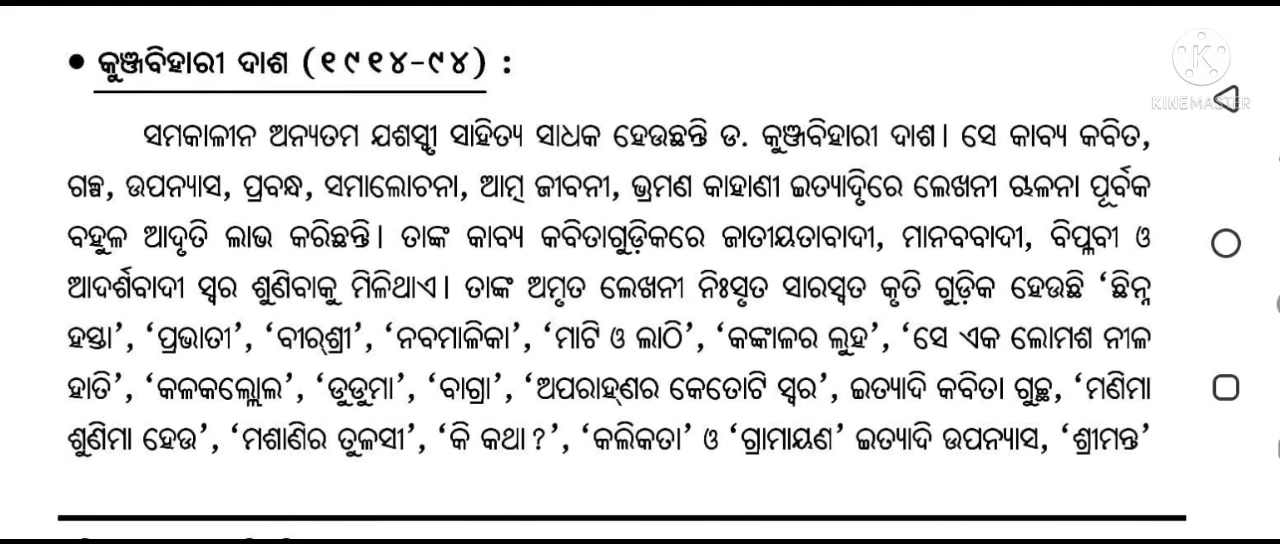 • କୁଞ୍ଜବିହାରୀ ଦାଶ (୧୯୧୪-୯୪) :
KINEMASTER
ସମକାଳୀନ ଅନ୍ୟତମ ଯଶସ୍ବୀ ସାହିତ୍ୟ ସାଧକ ହେଉଛନ୍ତି ଡ. କୁଞ୍ଜବିହାରୀ ଦାଶ। ସେ କାବ୍ୟ କବିତ,
ଗଳ୍ପ, ଉପନ୍ୟାସ, ପ୍ରବନ୍ଧ, ସମାଲୋଚନା, ଆତ୍ମ ଜୀବନୀ, ଭ୍ରମଣ କାହାଣୀ ଇତ୍ୟାଦିରେ ଲେଖନୀ ଋଳନା ପୂର୍ବକ
ବହୁଳ ଆଦୃତି ଲାଭ କରିଛନ୍ତି। ତାଙ୍କ କାବ୍ୟ କବିତାଗୁଡ଼ିକରେ ଜାତୀୟତାବାଦୀ, ମାନବବାଦୀ, ବିପ୍ଳବୀ ଓ
ଆଦର୍ଶବାଦୀ ସ୍ୱର ଶୁଣିବାକୁ ମିଳିଥାଏ। ତାଙ୍କ ଅମୃତ ଲେଖନୀ ନିଃସୃତ ସାରସ୍ୱତ କୃତି ଗୁଡ଼ିକ ହେଉଛି ‘ଛିନ୍ନ
ହସ୍ତା’, ‘ପ୍ରଭାତୀ’, ‘ବୀରଶ୍ରୀ’, ‘ନବମାଳିକା’, ‘ମାଟି ଓ ଲାଠି’, ‘କଙ୍କାଳର ଲୁହ’, ‘ସେ ଏକ ଲୋମଶ ନୀଳ
ହାତି’, ‘କଳକଲ୍ଲୋଲ’, ‘ଡୁଡୁମା’, ‘ବାଗ୍ରା’, ‘ଅପରାହ୍ଣର କେତୋଟି ସ୍ୱର’, ଇତ୍ୟାଦି କବିତା ଗୁଚ୍ଛ, ‘ମଣିମା
ଶୁଣିମା ହେଉ’, ‘ମଶାଣିର ତୁଳସୀ’, ‘କି କଥା ?’, ‘କଲିକତା’ ଓ ‘ଗ୍ରାମାୟଣ’ ଇତ୍ୟାଦି ଉପନ୍ୟାସ, ‘ଶ୍ରୀମନ୍ତ’